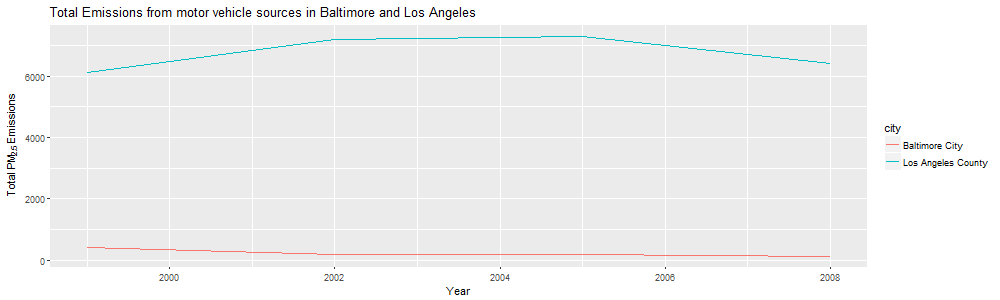 Total Emissions from motor vehicle sources in Baltimore and Los Angeles
6000
4000
2000
0
Total PM2.5 Emissions
2000
2002
2004
2006
2008
Year
city
Baltimore City
Los Angeles County